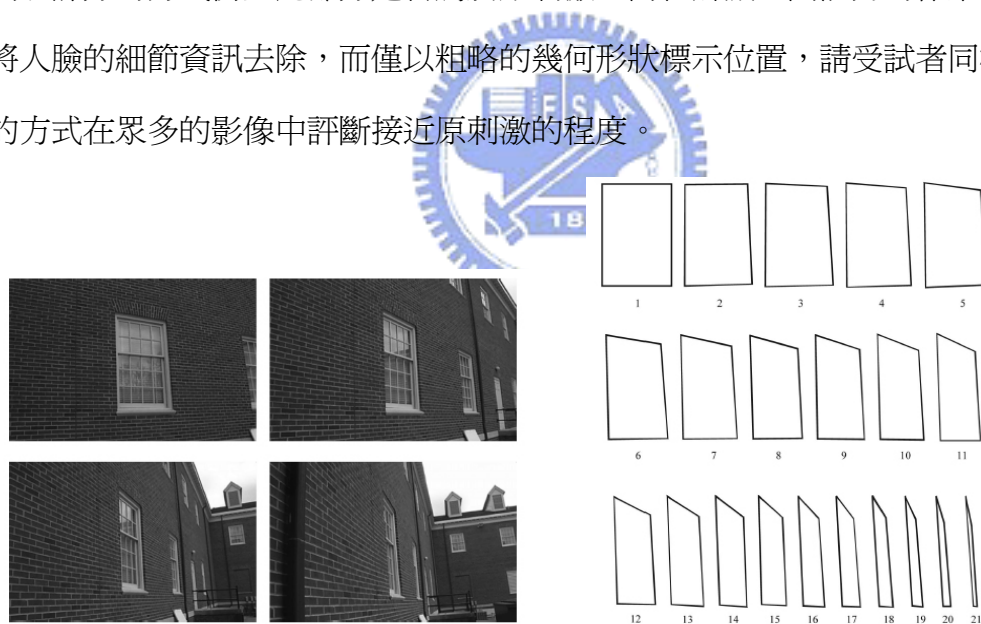 將人臉的細節資訊去除,而僅以粗略的幾何形狀標示位置,請受試者同
的方式在眾多的影像中評斷接近原刺激的程度。
E S A
18
1 2 3 4 5
6 7 8 9 10 11
12 13 14 15 16 17 18 19 20 21